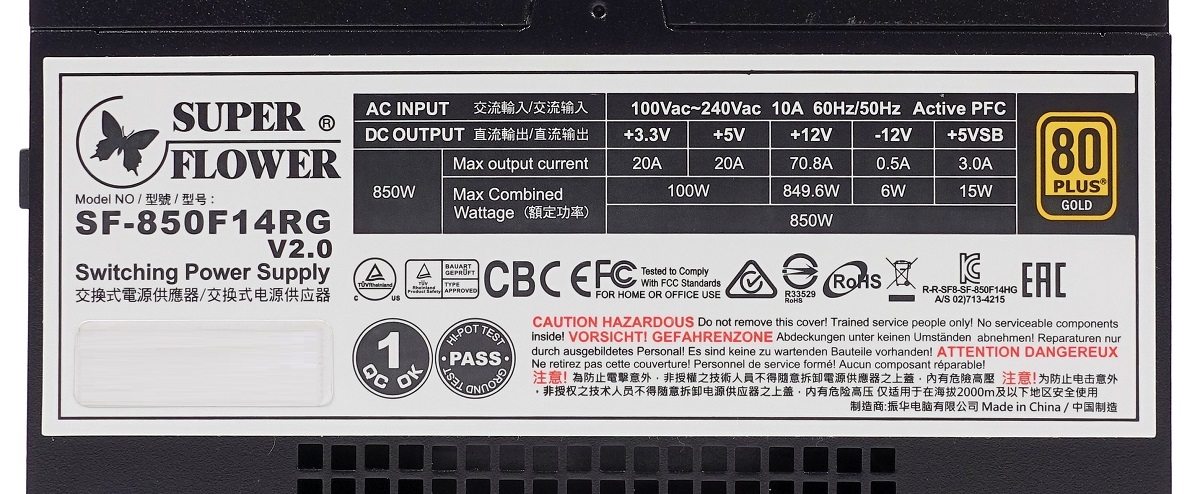 SUPER ®
FLOWER
Model NO / 型號 / 型号 :
SF-850F14RG
V2.0
Switching Power Supply
交換式電源供應器/交换式电源供应器
AC INPUT 交流輸入/交流输入 100Vac~240Vac 10A 60Hz/50Hz Active PFC
DC OUTPUT 直流輸出/直流输出 +3.3V +5V +12V -12V +5VSB
850W Max output current 20A 20A 70.8A 0.5A 3.0A
Max Combined 100W 849.6W 6W 15W
Wattage (額定功率) 850W
80
PLUS®
GOLD
c TÜVRheinland US
TÜV Rheinland Product Safety
BAUART GEPRÜFT
TYPE APPROVED
CBC CE FC
Tested to Comply
With FCC Standards
FOR HOME OR OFFICE USE
R33529
RoHS
RoHS
R-R-SF8-SF-850F14HG
A/S 02)713-4215
EAC
1
QC OK
HI-POT TEST
PASS
GROUND TEST
CAUTION HAZARDOUS Do not remove this cover! Trained service people only! No serviceable components
inside! VORSICHT! GEFAHRENZONE Abdeckungen unter keinen Umständen abnehmen! Reparaturen nur
durch ausgebildetes Personal! Es sind keine zu wartenden Bauteile vorhanden! ATTENTION DANGEREUX
Ne retirez pas cette couverture! Personnel de service formé! Aucun composant réparable!
注意! 為防止電擊意外，非授權之技術人員不得隨意拆卸電源供應器之上蓋，內有危險高壓 注意! 为防止电击意外
，非授权之技术人员不得随意拆卸电源供应器之上盖，内有危险高压 仅适用于在海拔2000m及以下地区安全使用
制造商:振华电脑有限公司 Made in China / 中国制造